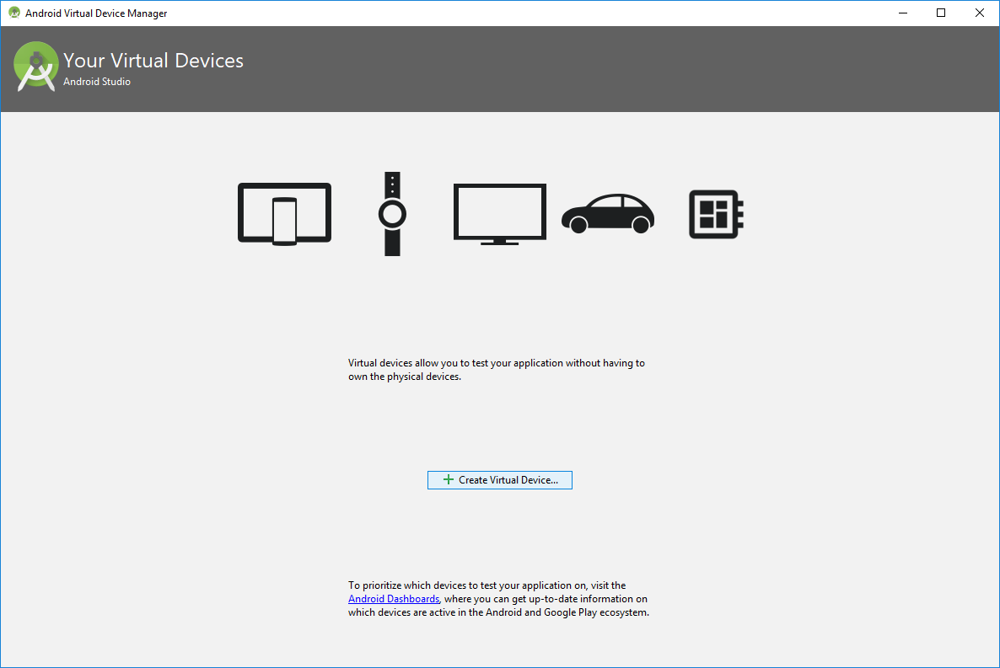 Android Virtual Device Manager
Your Virtual Devices
Android Studio
Virtual devices allow you to test your application without having to
own the physical devices.
Create Virtual Device...
To prioritize which devices to test your application on, visit the
Android Dashboards, where you can get up-to-date information on
which devices are active in the Android and Google Play ecosystem.